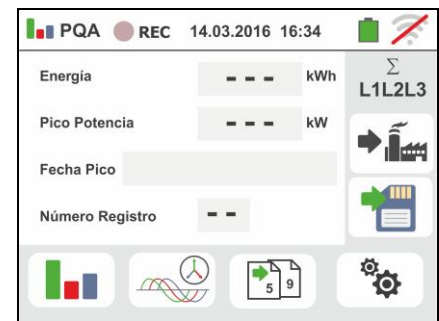 PQA REC 14.03.2016 16:34
Energía - - - kWh
Σ
L1L2L3
Pico Potencia - - - kW
Fecha Pico
Número Registro - -
5 9